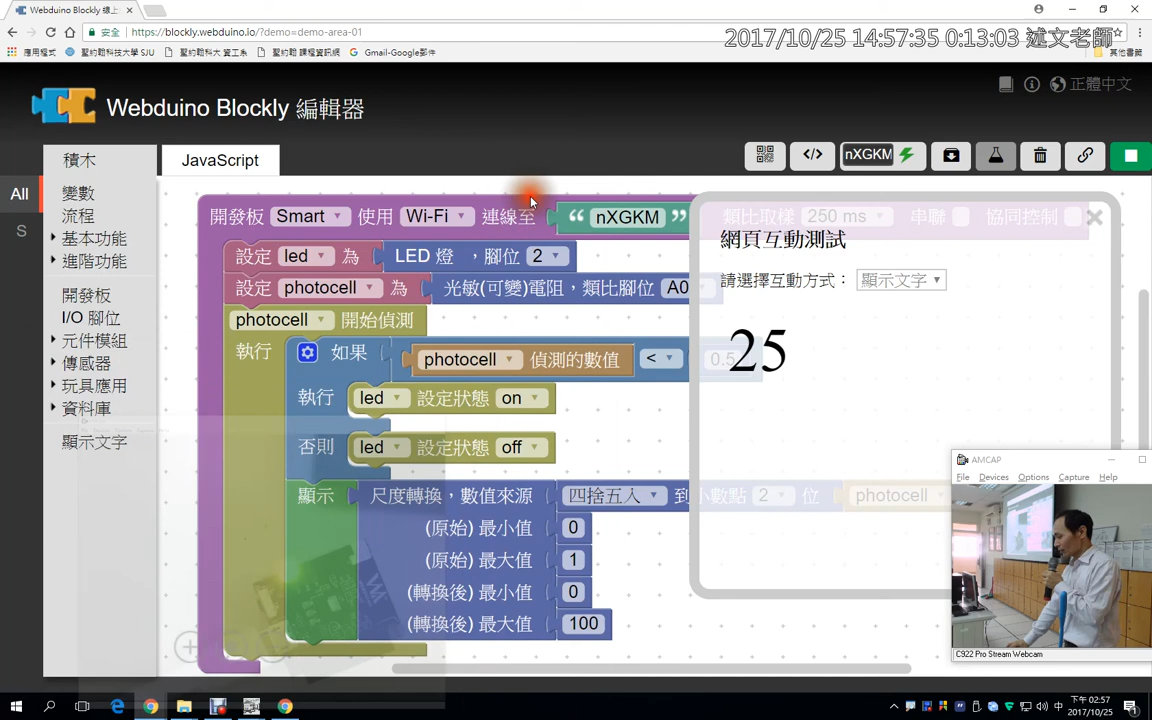 Webduino Blockly 線上
安全 https://blockly.webduino.io/?demo=demo-area-01
2017/10/25 14:57:35 0:13:03 述文老師
應用程式 聖約翰科技大學 SJU 聖約翰科大 資工系 聖約翰 課程資訊網 Gmail-Google郵件 其他書籤
Webduino Blockly 編輯器 正體中文
積木 JavaScript </> nXGKM
All
S
變數
流程
基本功能
進階功能
開發板
I/O 腳位
元件模組
傳感器
玩具應用
資料庫
顯示文字
開發板 Smart 使用 Wi-Fi 連線至 “ nXGKM ” 類比取樣 250 ms 串聯 協同控制
設定 led 為 LED 燈 ,腳位 2
設定 photocell 為 光敏(可變)電阻,類比腳位 A0
photocell 開始偵測
執行 如果 photocell 偵測的數值 < 0.5
執行 led 設定狀態 on
否則 led 設定狀態 off
顯示 尺度轉換,數值來源 四捨五入 到小數點 2 位 photocell
(原始) 最小值 0
(原始) 最大值 1
(轉換後) 最小值 0
(轉換後) 最大值 100
網頁互動測試
請選擇互動方式: 顯示文字
25
AMCAP
File Devices Options Capture Help
C922 Pro Stream Webcam
中 下午 02:57
2017/10/25